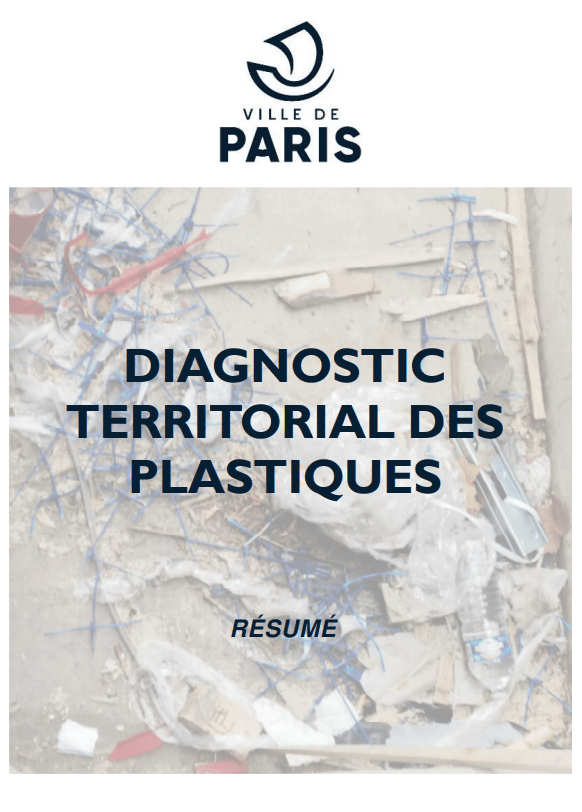 VILLE DE
PARIS
DIAGNOSTIC
TERRITORIAL DES
PLASTIQUES
RÉSUMÉ